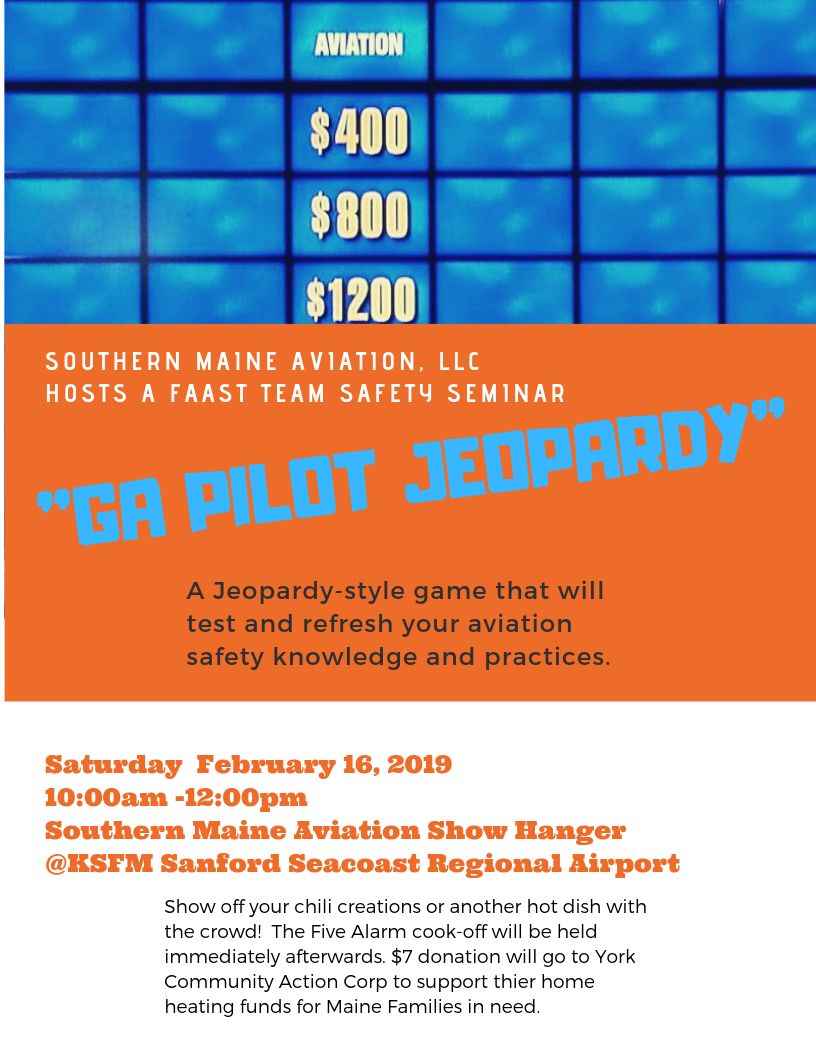 AVIATION
$400
$800
$1200
SOUTHERN MAINE AVIATION, LLC
HOSTS A FAAST TEAM SAFETY SEMINAR
"GA PILOT JEOPARDY"
A Jeopardy-style game that will
test and refresh your aviation
safety knowledge and practices.
Saturday  February 16, 2019
10:00am -12:00pm
Southern Maine Aviation Show Hanger
@KSFM Sanford Seacoast Regional Airport
Show off your chili creations or another hot dish with
the crowd!  The Five Alarm cook-off will be held
immediately afterwards. $7 donation will go to York
Community Action Corp to support thier home
heating funds for Maine Families in need.